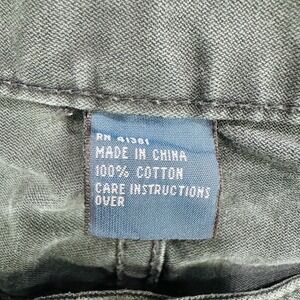 RN 41381
MADE IN CHINA
100% COTTON
CARE INSTRUCTIONS
OVER